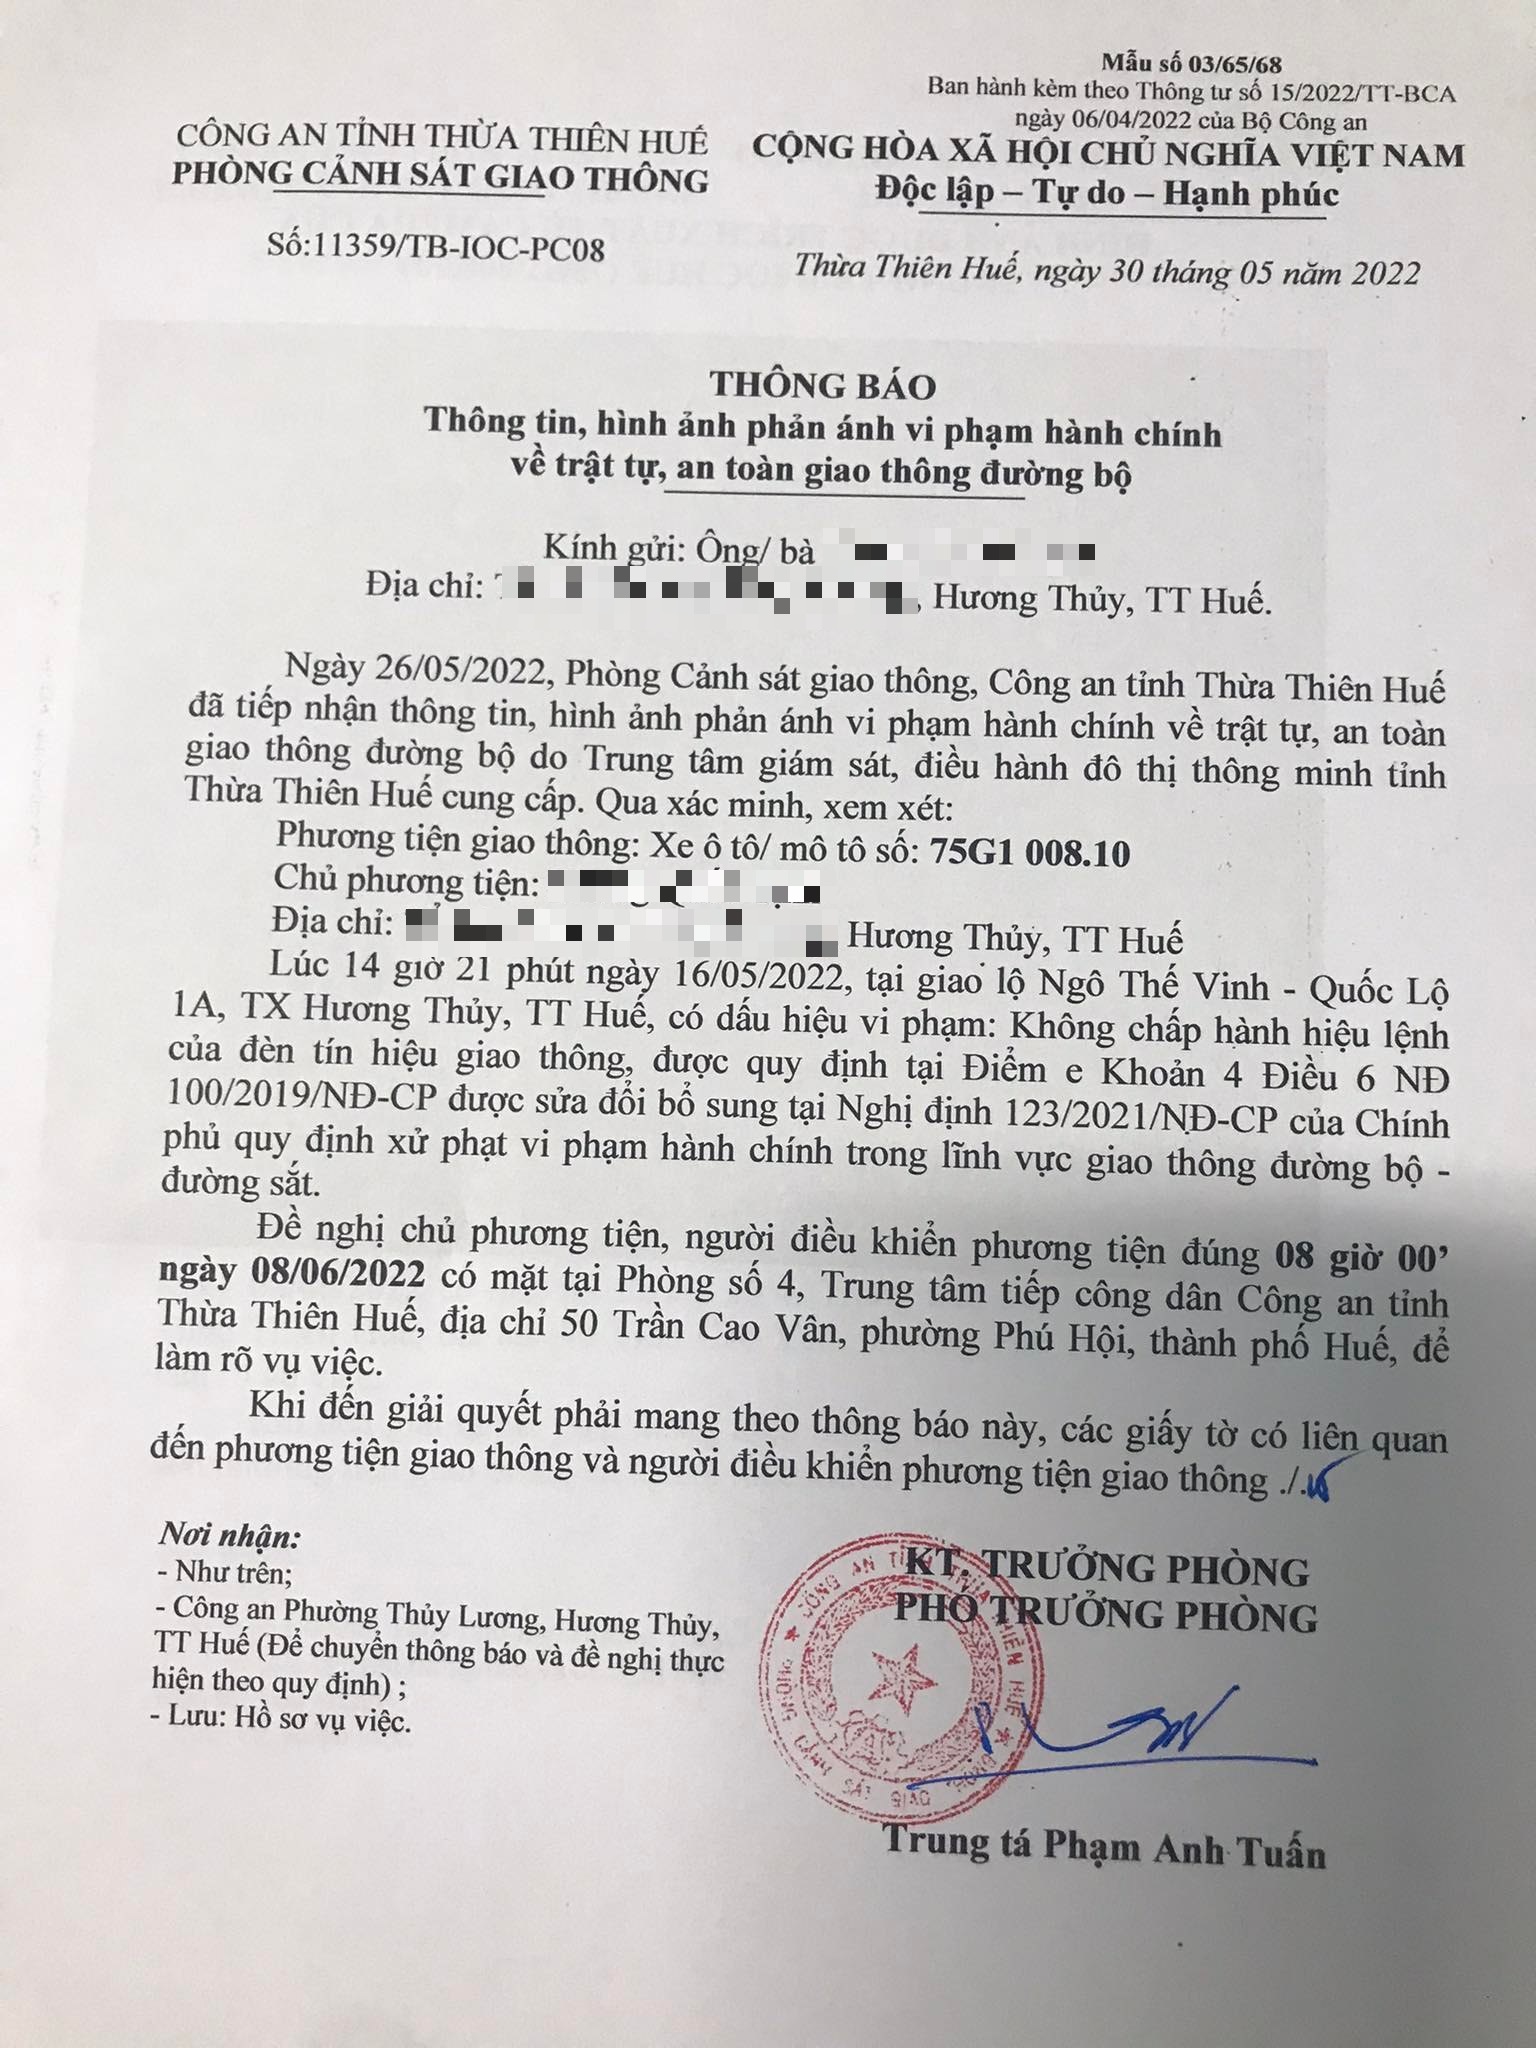 Mẫu số 03/65/68
Ban hành kèm theo Thông tư số 15/2022/TT-BCA
ngày 06/04/2022 của Bộ Công an
CÔNG AN TỈNH THỪA THIÊN HUẾ
PHÒNG CẢNH SÁT GIAO THÔNG
CỘNG HÒA XÃ HỘI CHỦ NGHĨA VIỆT NAM
Độc lập – Tự do – Hạnh phúc
Số:11359/TB-IOC-PC08
Thừa Thiên Huế, ngày 30 tháng 05 năm 2022
THÔNG BÁO
Thông tin, hình ảnh phản ánh vi phạm hành chính
về trật tự, an toàn giao thông đường bộ
Kính gửi: Ông/ bà
Địa chỉ: , Hương Thủy, TT Huế.
Ngày 26/05/2022, Phòng Cảnh sát giao thông, Công an tỉnh Thừa Thiên Huế
đã tiếp nhận thông tin, hình ảnh phản ánh vi phạm hành chính về trật tự, an toàn
giao thông đường bộ do Trung tâm giám sát, điều hành đô thị thông minh tỉnh
Thừa Thiên Huế cung cấp. Qua xác minh, xem xét:
Phương tiện giao thông: Xe ô tô/ mô tô số: 75G1 008.10
Chủ phương tiện:
Địa chỉ: Hương Thủy, TT Huế
Lúc 14 giờ 21 phút ngày 16/05/2022, tại giao lộ Ngô Thế Vinh - Quốc Lộ
1A, TX Hương Thủy, TT Huế, có dấu hiệu vi phạm: Không chấp hành hiệu lệnh
của đèn tín hiệu giao thông, được quy định tại Điểm e Khoản 4 Điều 6 NĐ
100/2019/NĐ-CP được sửa đổi bổ sung tại Nghị định 123/2021/NĐ-CP của Chính
phủ quy định xử phạt vi phạm hành chính trong lĩnh vực giao thông đường bộ -
đường sắt.
Đề nghị chủ phương tiện, người điều khiển phương tiện đúng 08 giờ 00’
ngày 08/06/2022 có mặt tại Phòng số 4, Trung tâm tiếp công dân Công an tỉnh
Thừa Thiên Huế, địa chỉ 50 Trần Cao Vân, phường Phú Hội, thành phố Huế, để
làm rõ vụ việc.
Khi đến giải quyết phải mang theo thông báo này, các giấy tờ có liên quan
đến phương tiện giao thông và người điều khiển phương tiện giao thông ./.
Nơi nhận:
- Như trên;
- Công an Phường Thủy Lương, Hương Thủy,
TT Huế (Để chuyển thông báo và đề nghị thực
hiện theo quy định) ;
- Lưu: Hồ sơ vụ việc.
KT. TRƯỞNG PHÒNG
PHÓ TRƯỞNG PHÒNG
CÔNG AN TỈNH THỪA THIÊN HUẾ
PHÒNG CẢNH SÁT GIAO THÔNG
Trung tá Phạm Anh Tuấn